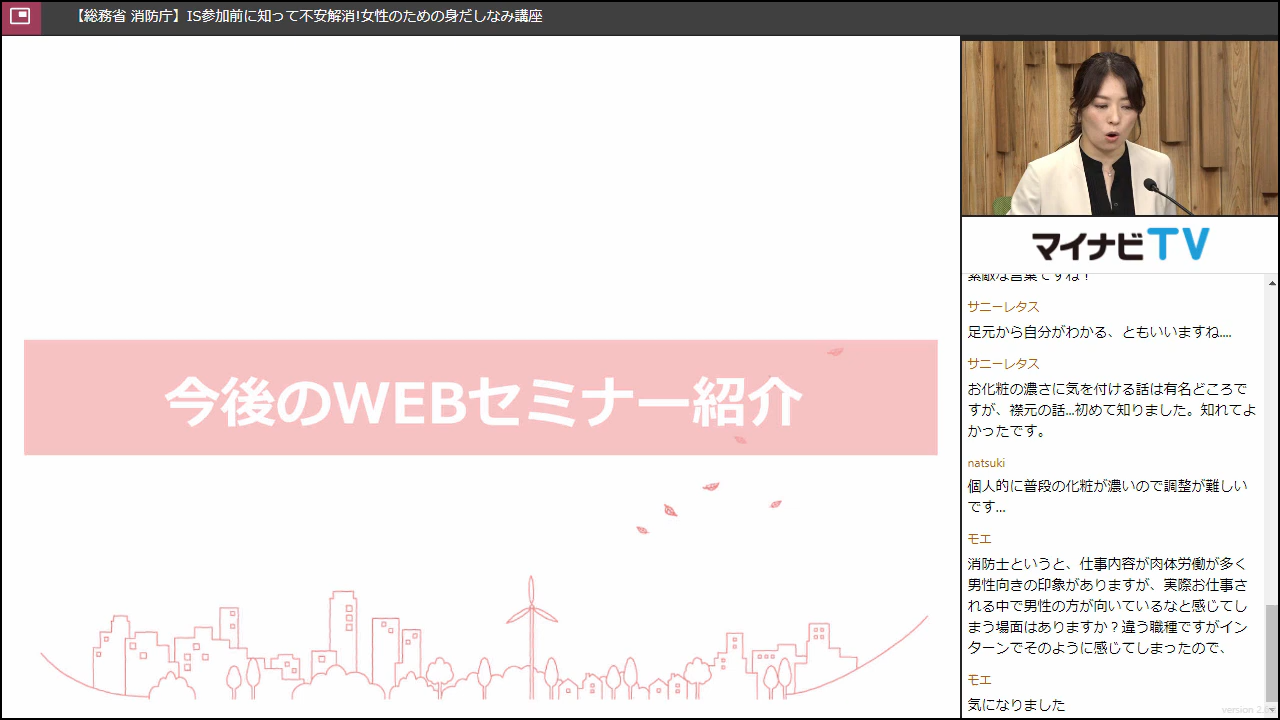 【総務省 消防庁】IS参加前に知って不安解消!女性のための身だしなみ講座
今後のWEBセミナー紹介
マイナビTV
素敵な言葉ですね！
サニーレタス
足元から自分がわかる、ともいいますね....
サニーレタス
お化粧の濃さに気を付ける話は有名どころで
すが、襟元の話...初めて知りました。知れてよ
かったです。
natsuki
個人的に普段の化粧が濃いので調整が難しい
です...
モエ
消防士というと、仕事内容が肉体労働が多く
男性向きの印象がありますが、実際お仕事さ
れる中で男性の方が向いているなと感じてし
まう場面はありますか？違う職種ですがイン
ターンでそのように感じてしまったので、
モエ
気になりました
version 2.